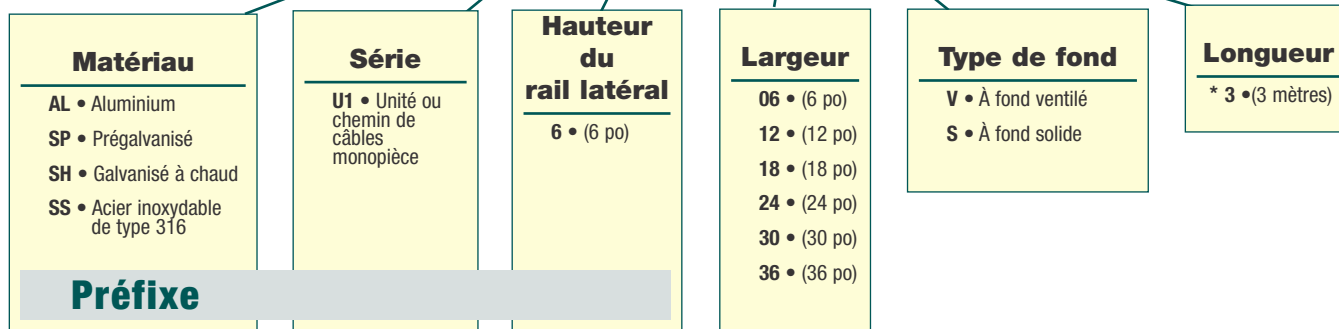 Matériau
AL • Aluminium
SP • Prégalvanisé
SH • Galvanisé à chaud
SS • Acier inoxydable
de type 316
Série
U1 • Unité ou
chemin de
câbles
monopièce
Hauteur
du
rail latéral
6 • (6 po)
Largeur
06 • (6 po)
12 • (12 po)
18 • (18 po)
24 • (24 po)
30 • (30 po)
36 • (36 po)
Type de fond
V • À fond ventilé
S • À fond solide
Longueur
* 3 •(3 mètres)
Préfixe